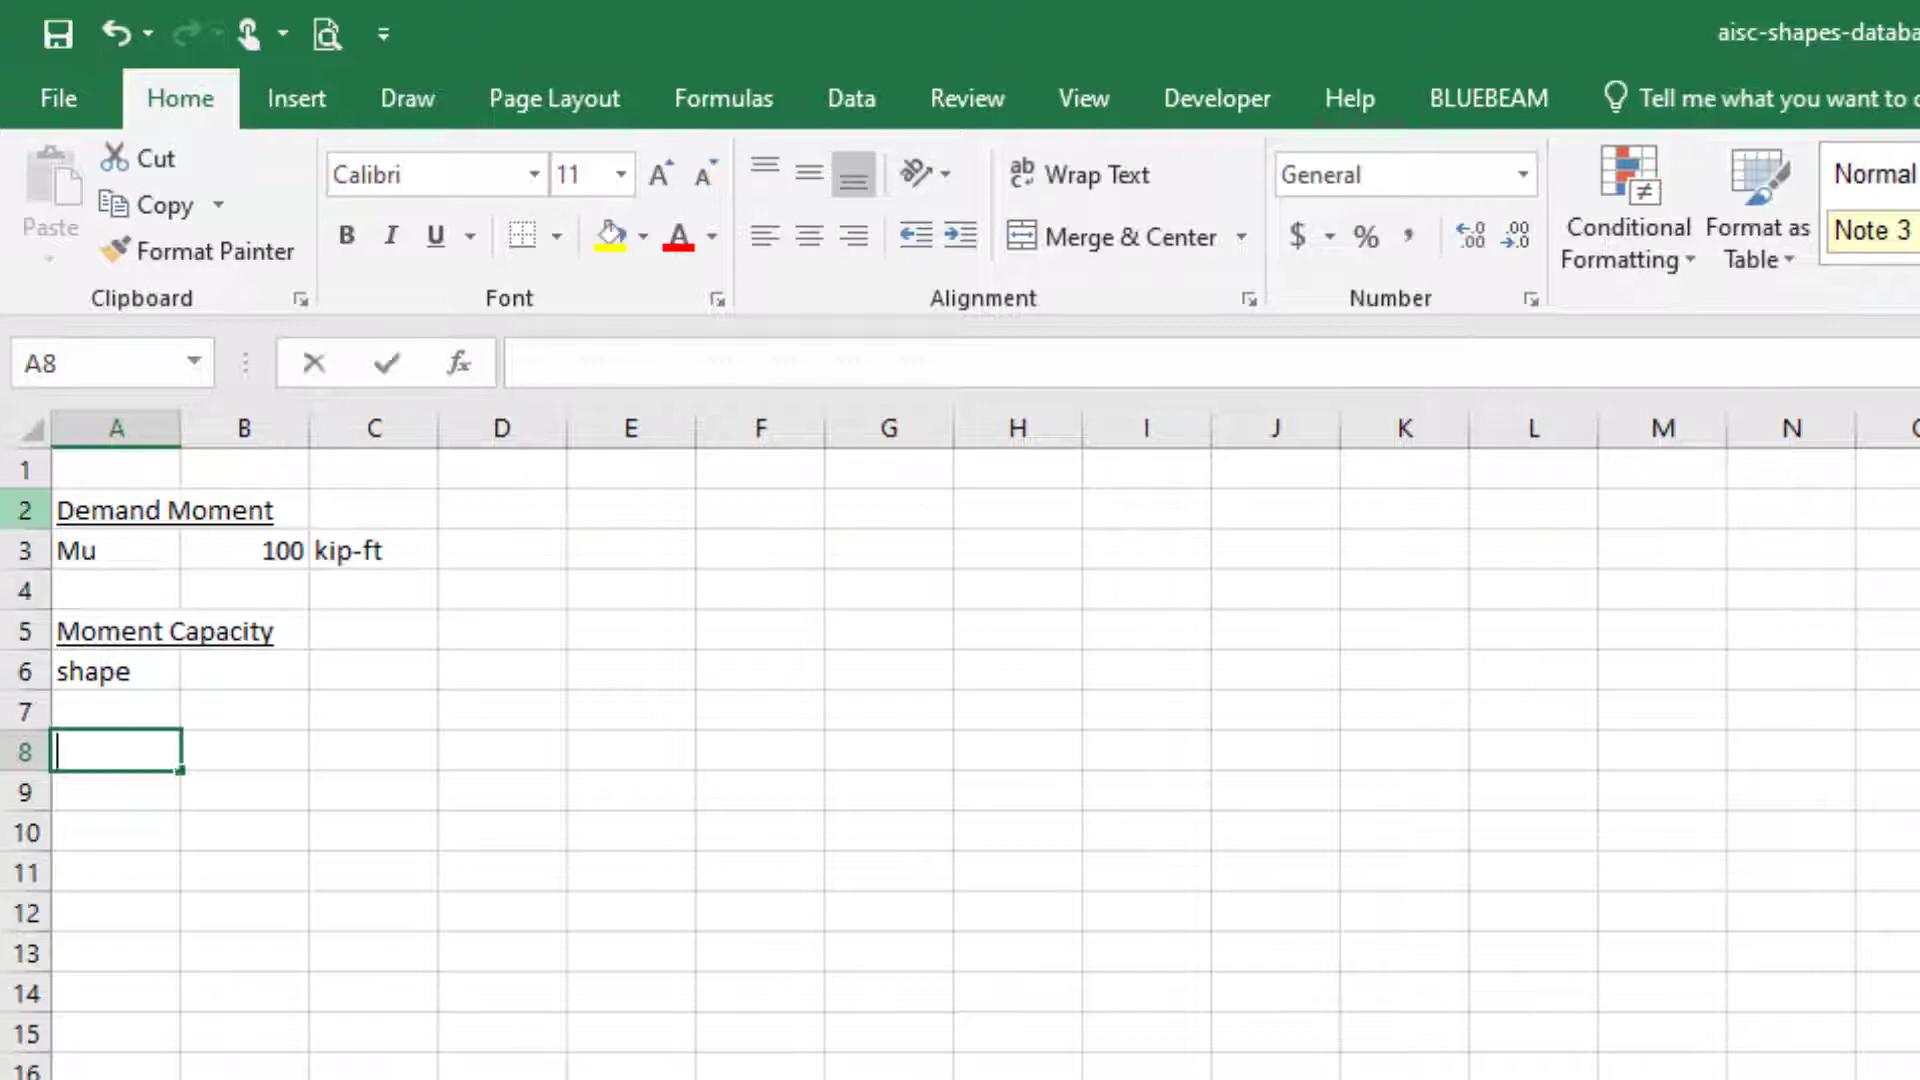 aisc-shapes-databa
File Home Insert Draw Page Layout Formulas Data Review View Developer Help BLUEBEAM Tell me what you want to
Paste
Cut
Copy
Format Painter
Clipboard
Calibri 11
B I U
Font
Wrap Text
Merge & Center
Alignment
General
$ % ,
Number
Conditional Formatting
Format as Table
Normal
Note 3
A8 fx
A B C D E F G H I J K L M N
1
2 Demand Moment
3 Mu 100 kip-ft
4
5 Moment Capacity
6 shape
7
8
9
10
11
12
13
14
15
16